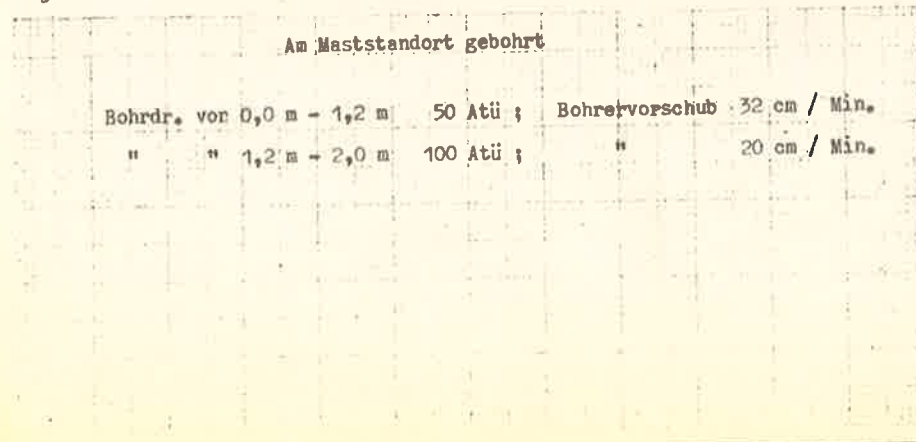 Am Maststandort gebohrt
Bohrdr. von 0,0 m - 1,2 m 50 Atü ; Bohrervorschub 32 cm / Min.
" " 1,2 m - 2,0 m 100 Atü ; " 20 cm / Min.